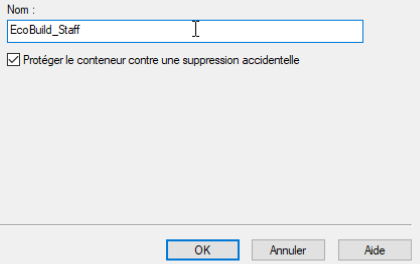 Nom :
EcoBuild_Staff
Protéger le conteneur contre une suppression accidentelle
OK Annuler Aide